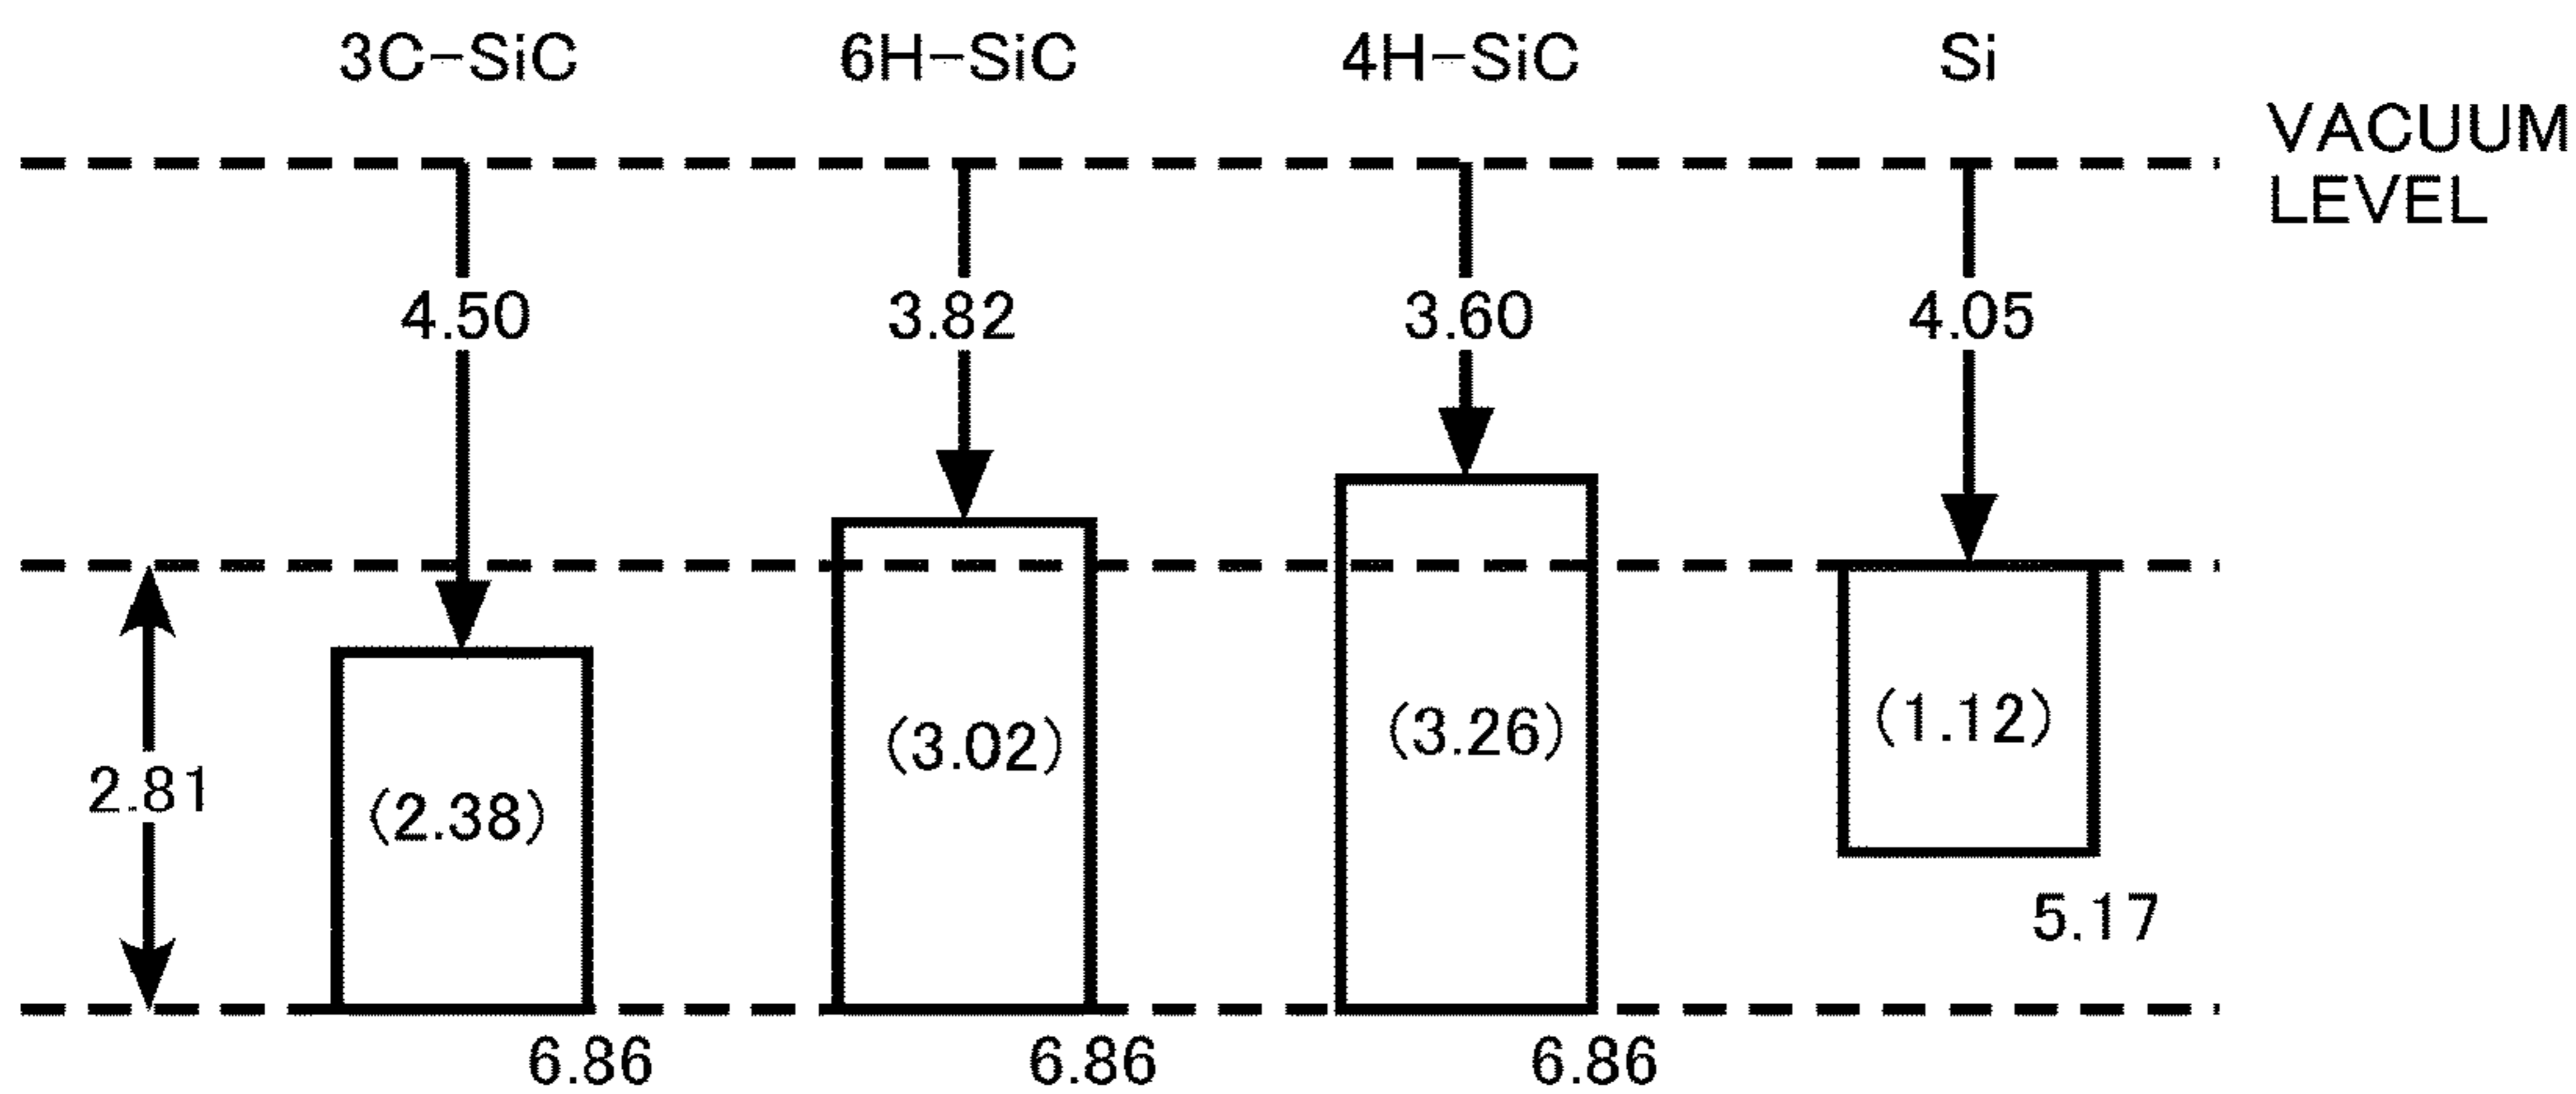 3C-SiC 6H-SiC 4H-SiC Si
VACUUM
LEVEL
4.50 3.82 3.60 4.05
(2.38) (3.02) (3.26) (1.12)
2.81
5.17
6.86 6.86 6.86